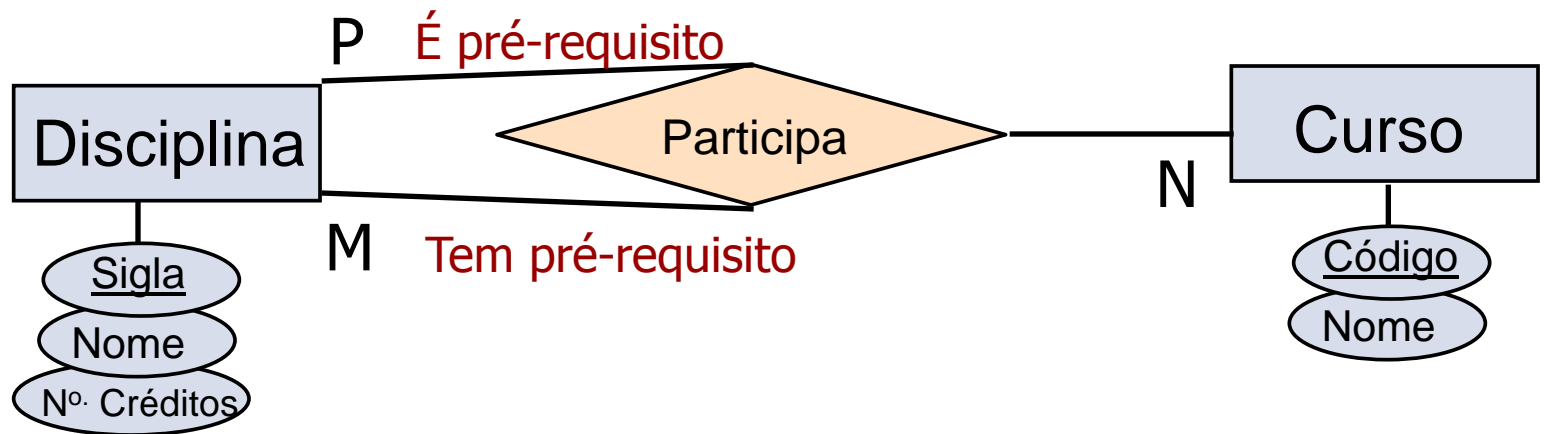 P É pré-requisito
Disciplina
Participa
Curso
N
M Tem pré-requisito
Sigla
Nome
Nº. Créditos
Código
Nome